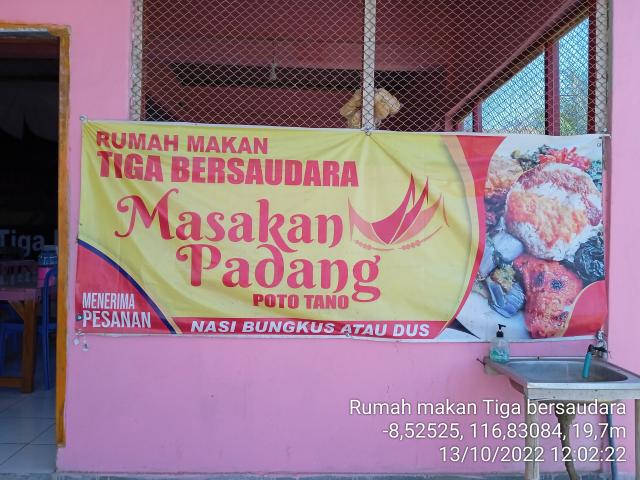 RUMAH MAKAN
TIGA BERSAUDARA
Masakan
Padang
POTO TANO
MENERIMA
PESANAN
NASI BUNGKUS ATAU DUS
Tiga
Rumah makan Tiga bersaudara
-8,52525, 116,83084, 19,7m
13/10/2022 12:02:22